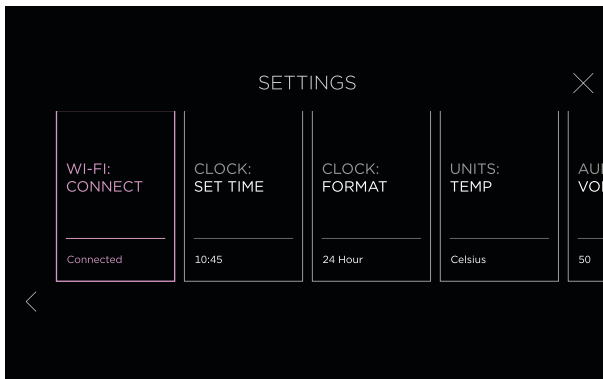 SETTINGS
WI-FI:
CONNECT
Connected
CLOCK:
SET TIME
10:45
CLOCK:
FORMAT
24 Hour
UNITS:
TEMP
Celsius
50